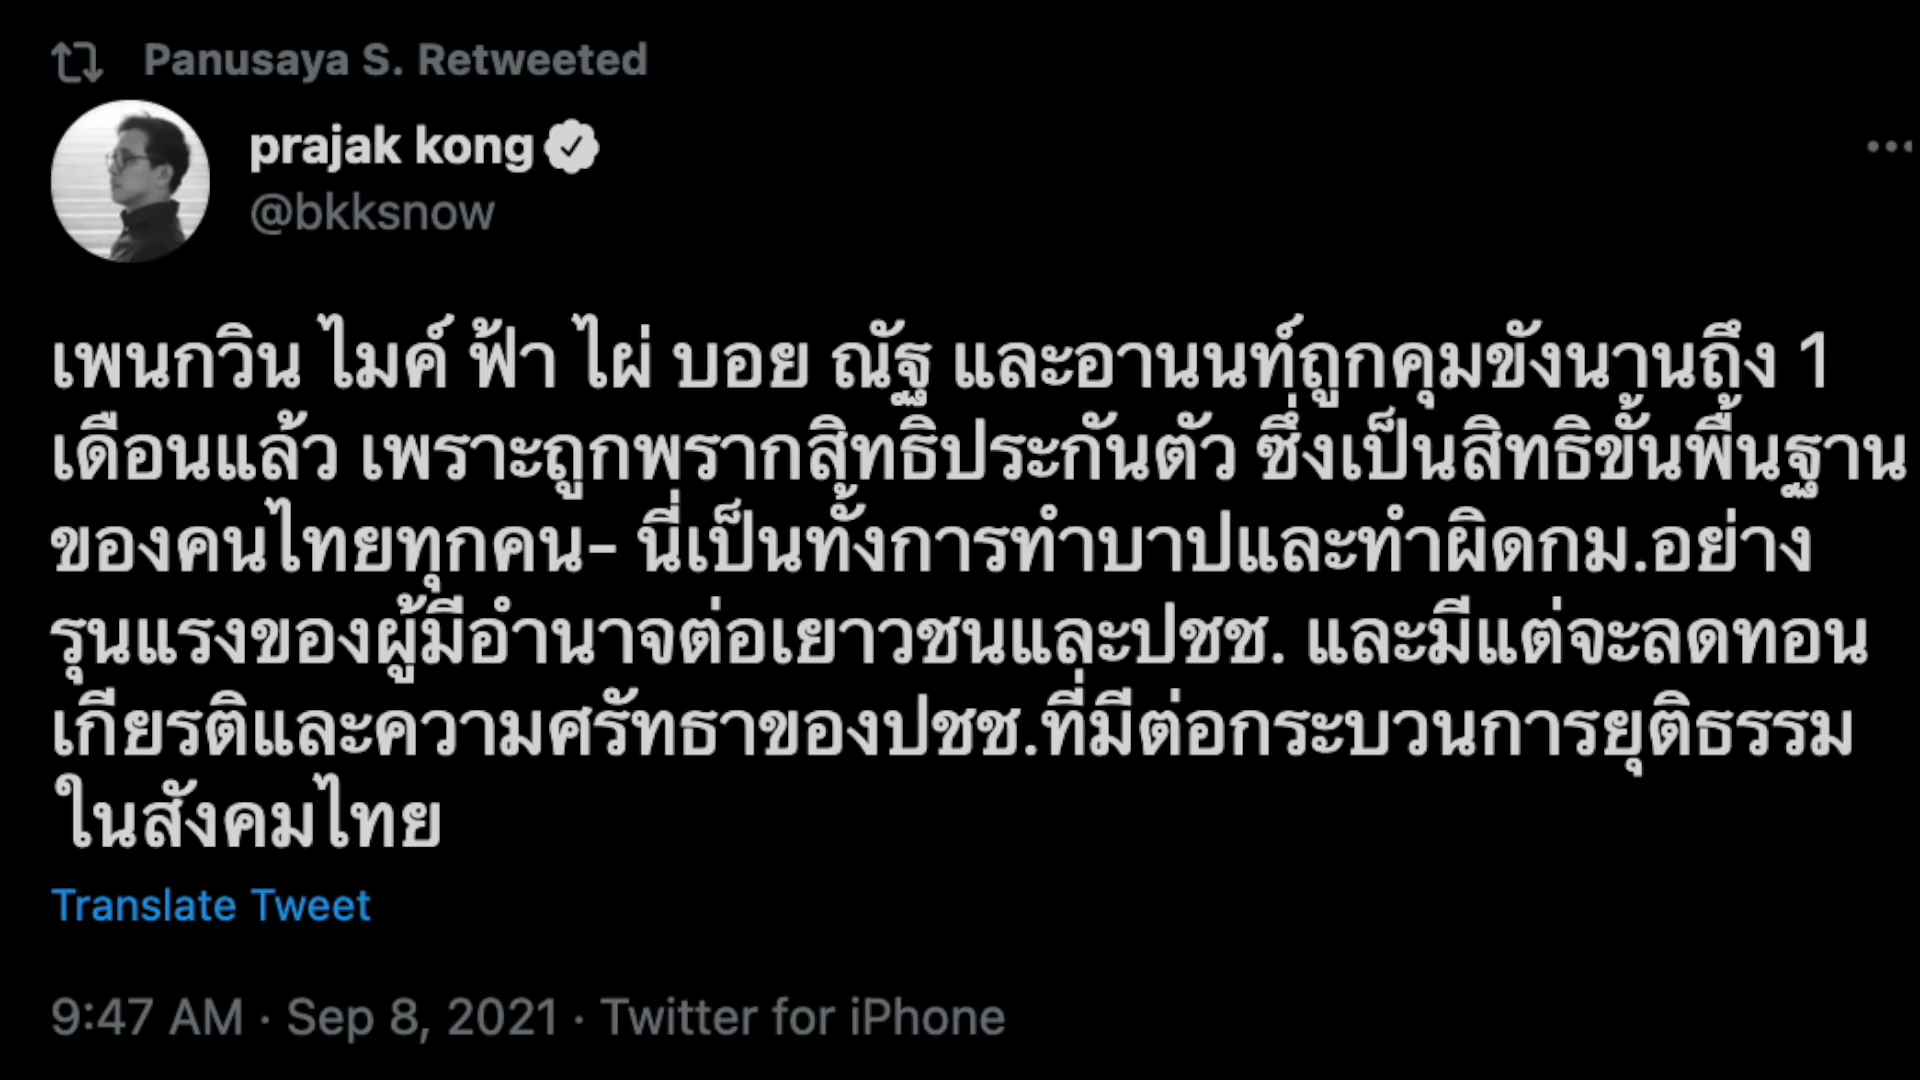 Panusaya S. Retweeted
prajak kong
@bkksnow
เพนกวิน ไมค์ ฟ้า ไผ่ บอย ณัฐ และอานนท์ถูกคุมขังนานถึง 1
เดือนแล้ว เพราะถูกพรากสิทธิประกันตัว ซึ่งเป็นสิทธิขั้นพื้นฐาน
ของคนไทยทุกคน- นี่เป็นทั้งการทำบาปและทำผิดกม.อย่าง
รุนแรงของผู้มีอำนาจต่อเยาวชนและปชช. และมีแต่จะลดทอน
เกียรติและความศรัทธาของปชช.ที่มีต่อกระบวนการยุติธรรม
ในสังคมไทย
Translate Tweet
9:47 AM · Sep 8, 2021 · Twitter for iPhone